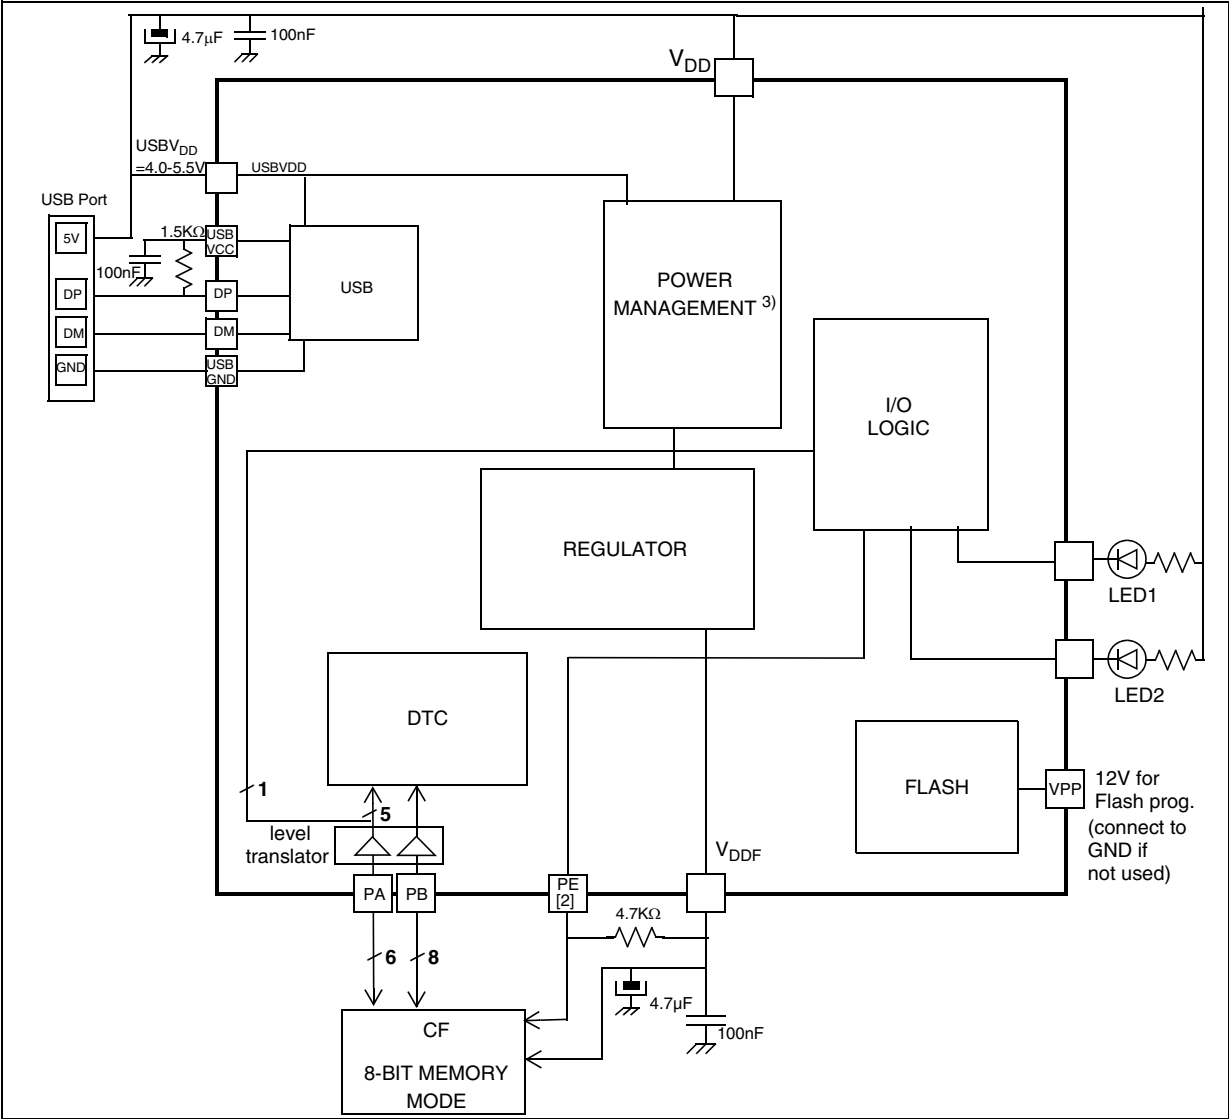 4.7μF
100nF
VDD
USBVDD
=4.0-5.5V
USBVDD
USB Port
5V
1.5KΩ
USB
VCC
100nF
DP
DP
DM
DM
GND
USB
GND
USB
POWER
MANAGEMENT 3)
I/O
LOGIC
REGULATOR
LED1
LED2
DTC
FLASH
VPP
12V for
Flash prog.
(connect to
GND if
not used)
1
5
level
translator
VDDF
PA
PB
PE
[2]
4.7KΩ
6
8
4.7μF
100nF
CF
8-BIT MEMORY
MODE